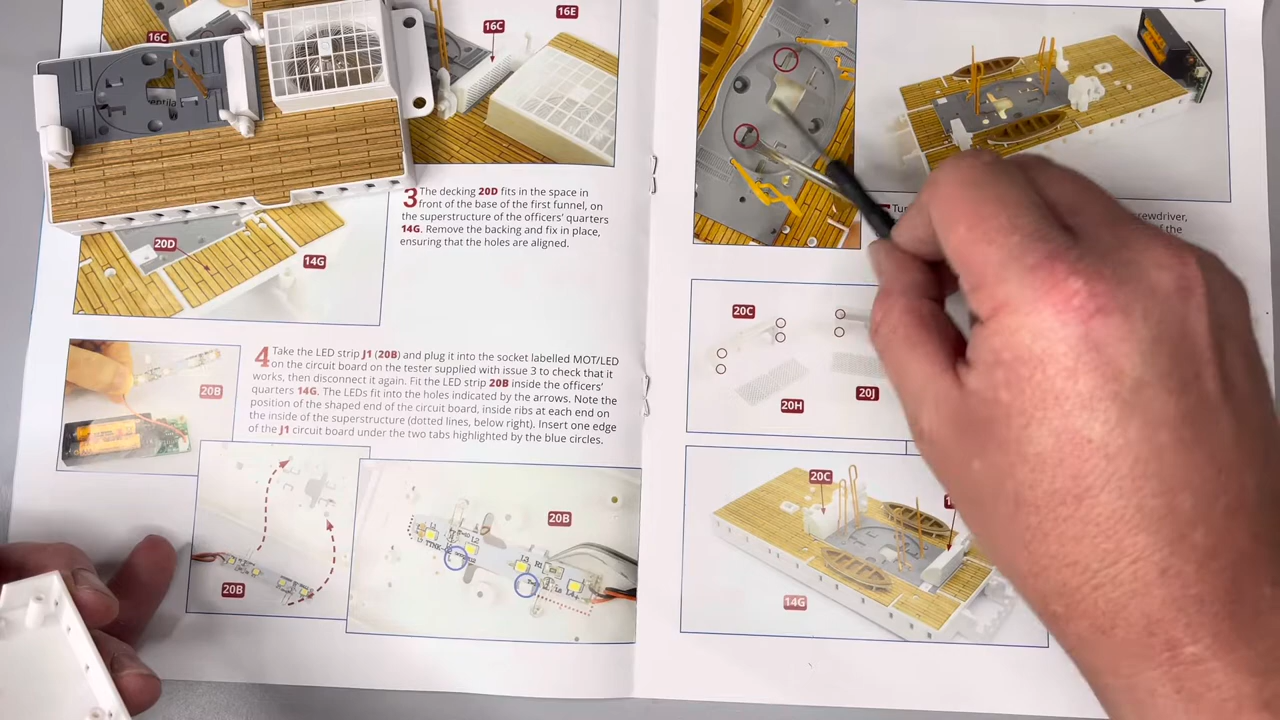 16C
16C
16E
3 The decking 20D fits in the space in
front of the base of the first funnel, on
the superstructure of the officers' quarters
14G. Remove the backing and fix in place,
ensuring that the holes are aligned.
20D
14G
4 Take the LED strip J1 (20B) and plug it into the socket labelled MOT/LED
on the circuit board on the tester supplied with issue 3 to check that it
works, then disconnect it again. Fit the LED strip 20B inside the officers'
quarters 14G. The LEDs fit into the holes indicated by the arrows. Note the
position of the shaped end of the circuit board, inside ribs at each end on
the inside of the superstructure (dotted lines, below right). Insert one edge
of the J1 circuit board under the two tabs highlighted by the blue circles.
20B
20B
20B
L1
L2
L3
R1
screwdriver,
of the
20C
20H
20J
20C
14G